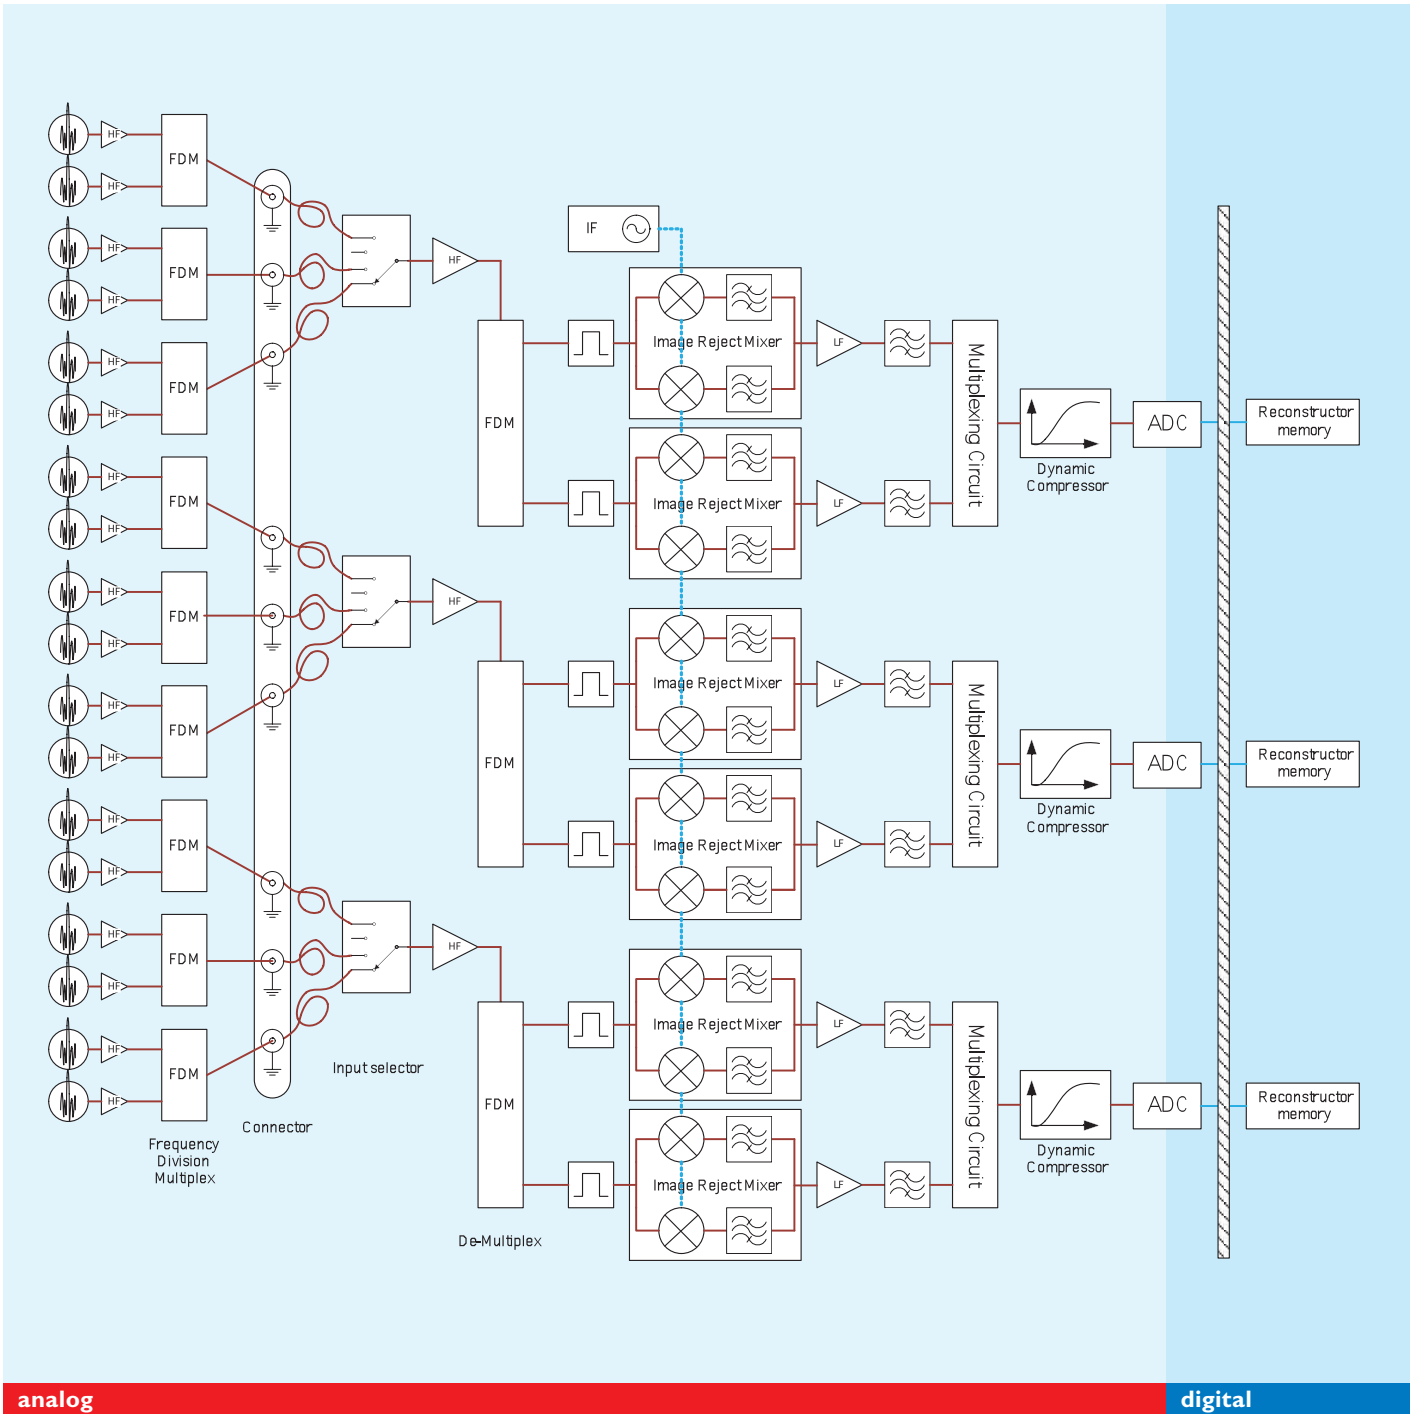 HF
HF
FDM
HF
HF
FDM
HF
HF
FDM
HF
HF
FDM
HF
HF
FDM
HF
HF
FDM
HF
HF
FDM
HF
HF
FDM
HF
HF
FDM
Frequency
Division
Multiplex
Connector
Input selector
HF
HF
HF
FDM
FDM
FDM
De-Multiplex
IF
Image Reject Mixer
Image Reject Mixer
Image Reject Mixer
Image Reject Mixer
Image Reject Mixer
Image Reject Mixer
LF
LF
LF
LF
LF
LF
Multiplexing Circuit
Multiplexing Circuit
Multiplexing Circuit
Dynamic
Compressor
Dynamic
Compressor
Dynamic
Compressor
ADC
ADC
ADC
Reconstructor
memory
Reconstructor
memory
Reconstructor
memory
analog
digital